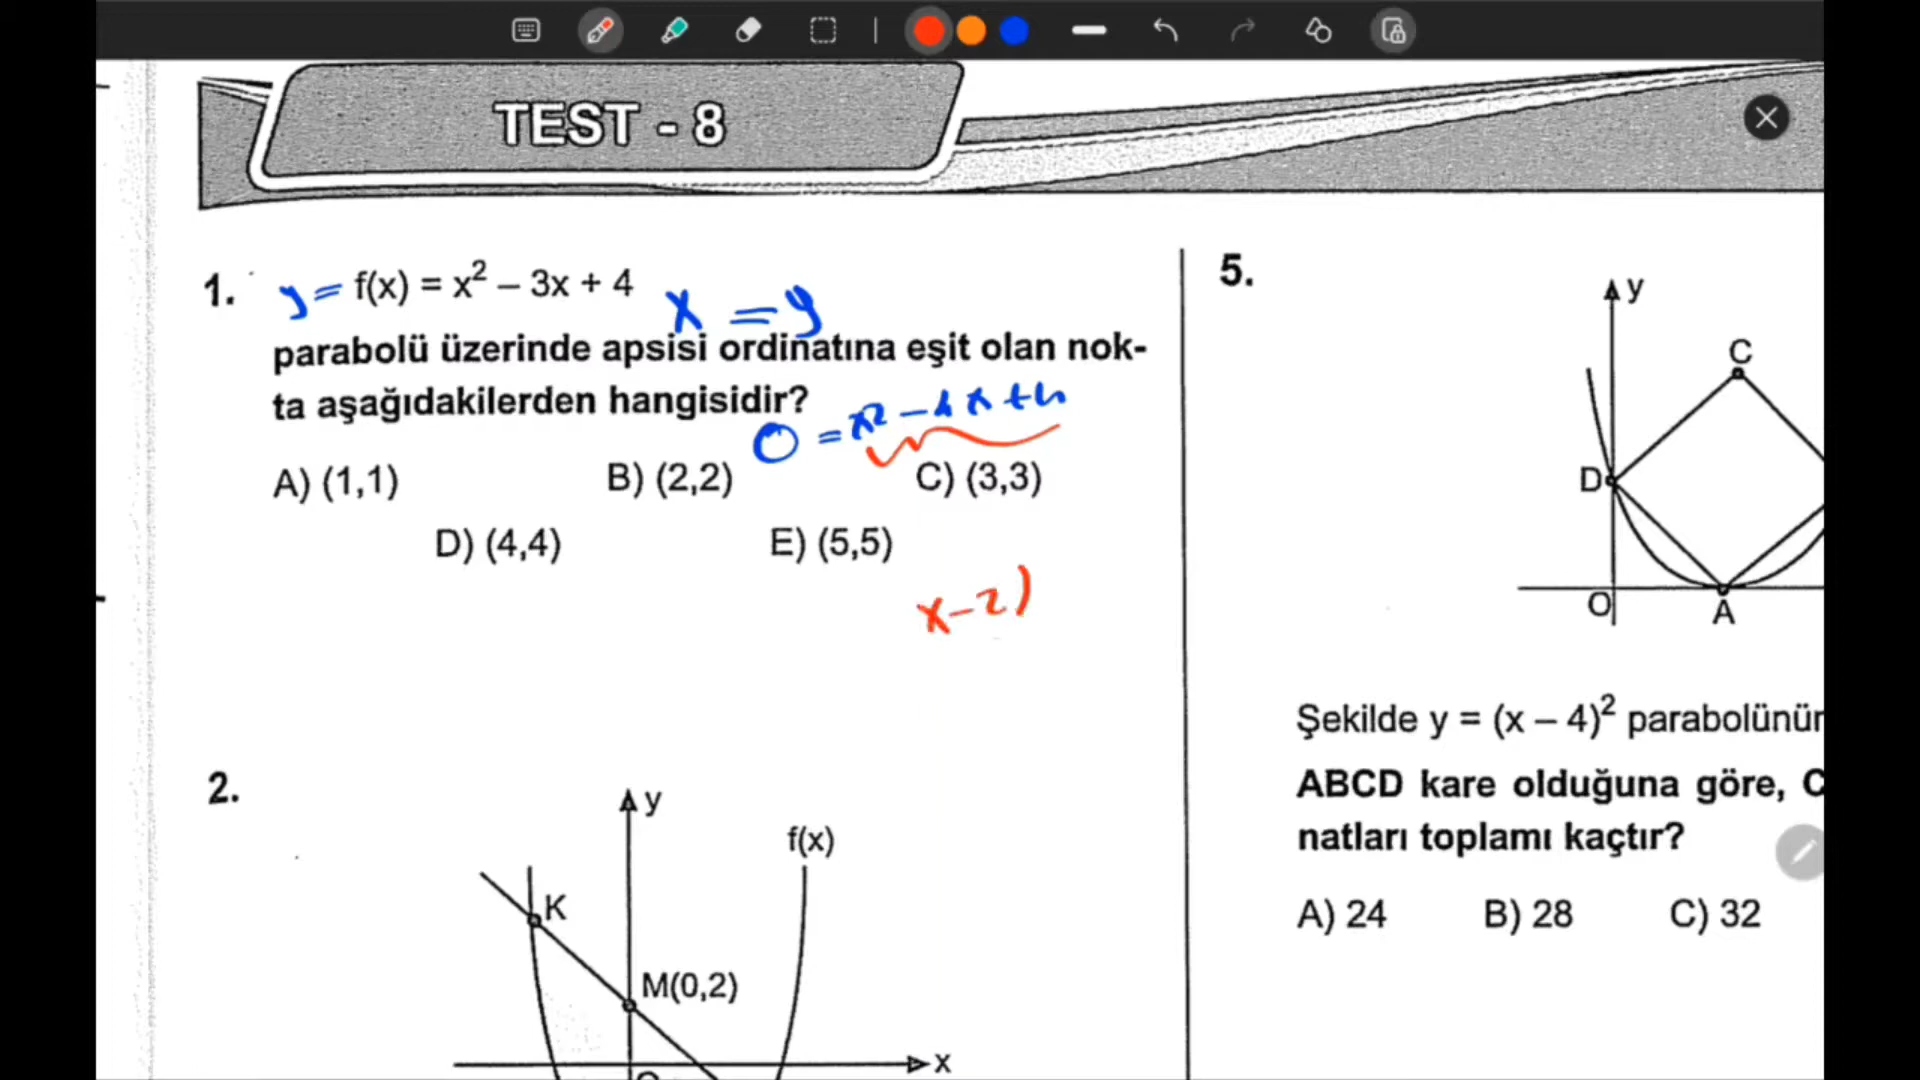 TEST - 8
1. y = f(x) = x² – 3x + 4
x = y
parabolü üzerinde apsisi ordinatına eşit olan nok-
ta aşağıdakilerden hangisidir?
0 = x² – 4x + 4
A) (1,1) B) (2,2) C) (3,3)
D) (4,4) E) (5,5)
x – 2)
2.
y
f(x)
K
M(0,2)
x
5.
y
C
D
O
A
Şekilde y = (x – 4)² parabolünür
ABCD kare olduğuna göre, C
natları toplamı kaçtır?
A) 24 B) 28 C) 32